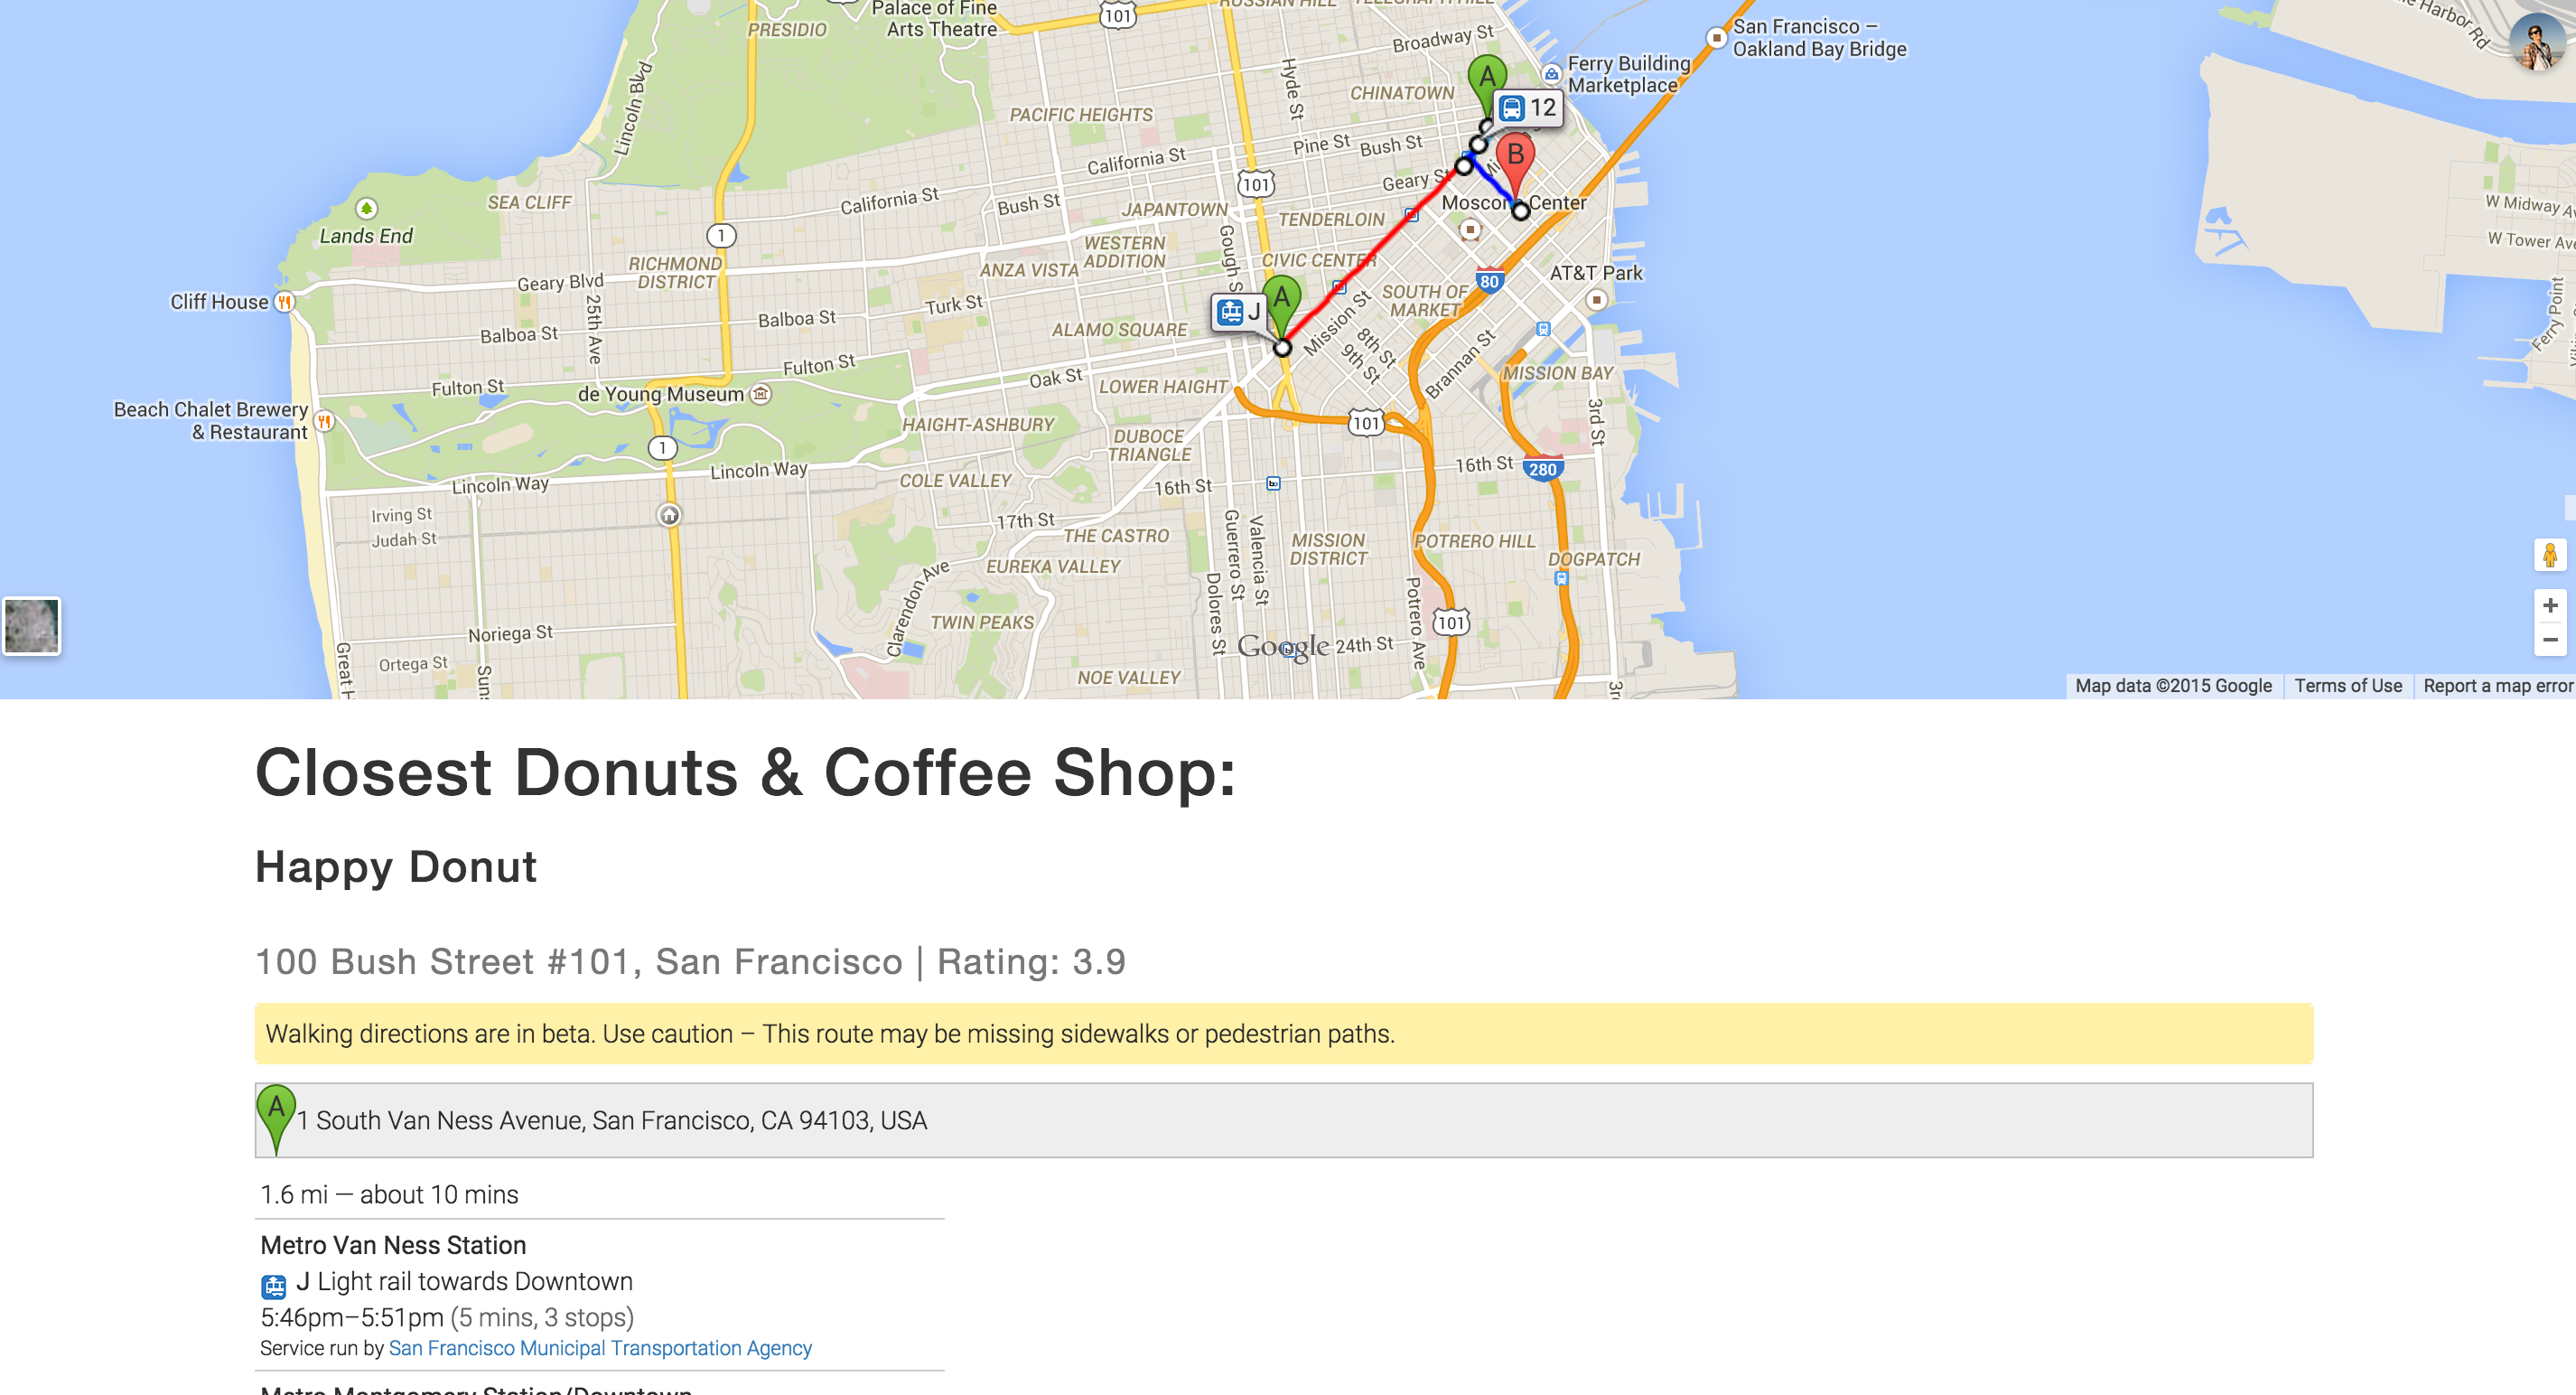 Palace of Fine
Arts Theatre
101
PRESIDIO
Broadway St
San Francisco –
Oakland Bay Bridge
Ferry Building
Marketplace
A
12
CHINATOWN
Hyde St
PACIFIC HEIGHTS
Lincoln Blvd
Pine St
Bush St
B
California St
101
Geary St
SEA CLIFF
California St
Bush St
JAPANTOWN
TENDERLOIN
Center
W Midway
W Tower Ave
Lands End
1
WESTERN
ADDITION
Gough S
CIVIC CENTER
RICHMOND
DISTRICT
ANZA VISTA
80
AT&T Park
Geary Blvd
Cliff House
25th Ave
Turk St
A
J
Mission St
SOUTH OF
MARKET
Balboa St
Balboa St
ALAMO SQUARE
8th St
9th St
Brannan St
Ferry Point
Fulton St
Fulton St
Oak St
LOWER HEIGHT
MISSION BAY
de Young Museum
Beach Chalet Brewery
& Restaurant
HAIGHT-ASHBURY
101
3rd St
1
DUBOCE
TRIANGLE
Lincoln Way
Lincoln Way
COLE VALLEY
16th St
16th St
280
Irving St
Judah St
17th St
THE CASTRO
Guerrero St
Valencia St
MISSION
DISTRICT
POTRERO HILL
DOGPATCH
EUREKA VALLEY
Clarendon Ave
Dolores St
Potrero Ave
TWIN PEAKS
101
Noriega St
Ortega St
Great H
Suns
Google
24th St
NOE VALLEY
Map data ©2015 Google
Terms of Use
Report a map error
Closest Donuts & Coffee Shop:
Happy Donut
100 Bush Street #101, San Francisco | Rating: 3.9
Walking directions are in beta. Use caution – This route may be missing sidewalks or pedestrian paths.
A 1 South Van Ness Avenue, San Francisco, CA 94103, USA
1.6 mi — about 10 mins
Metro Van Ness Station
J Light rail towards Downtown
5:46pm–5:51pm (5 mins, 3 stops)
Service run by San Francisco Municipal Transportation Agency
Metro Montgomery Station/Downtown